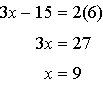 3x − 15 = 2(6)
3x = 27
x = 9